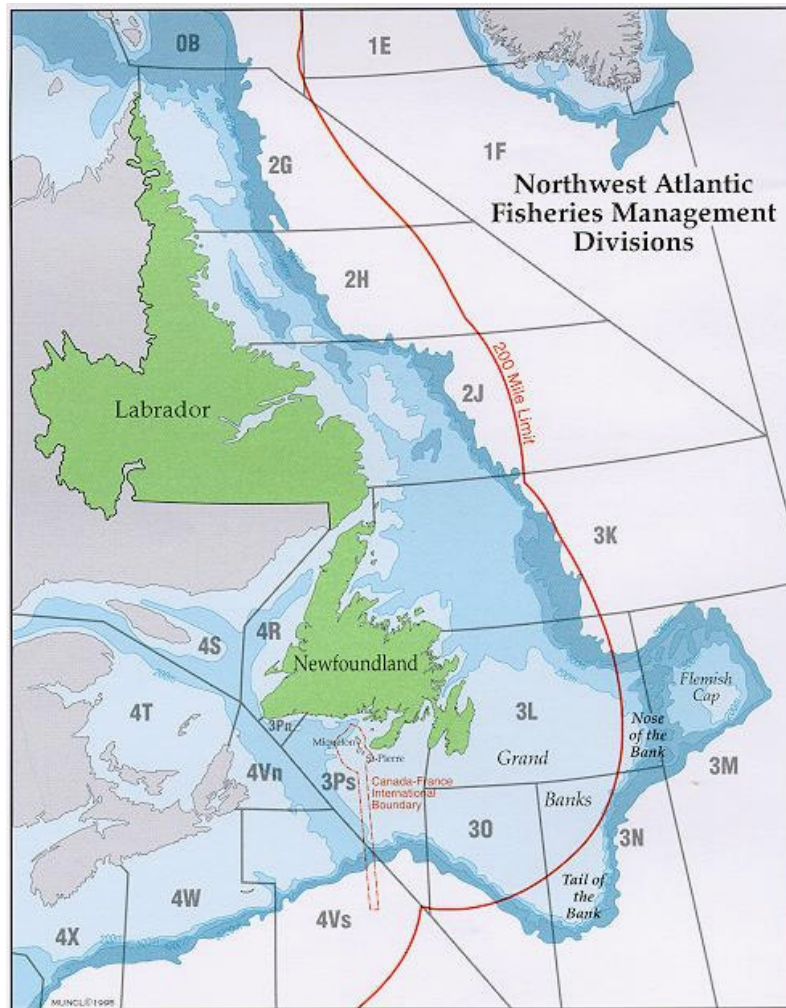 0B
1E
2G
1F
Northwest Atlantic
Fisheries Management
Divisions
2H
200 Mile Limit
2J
Labrador
3K
4S
4R
Newfoundland
Flemish
Cap
4T
3L
3Pn
Nose
of the
Bank
Miquelon
St-Pierre
Grand
3M
4Vn
3Ps
Canada-France
International
Boundary
Banks
3O
3N
4W
Tail of
the
Bank
4Vs
4X
MUNCL©1998